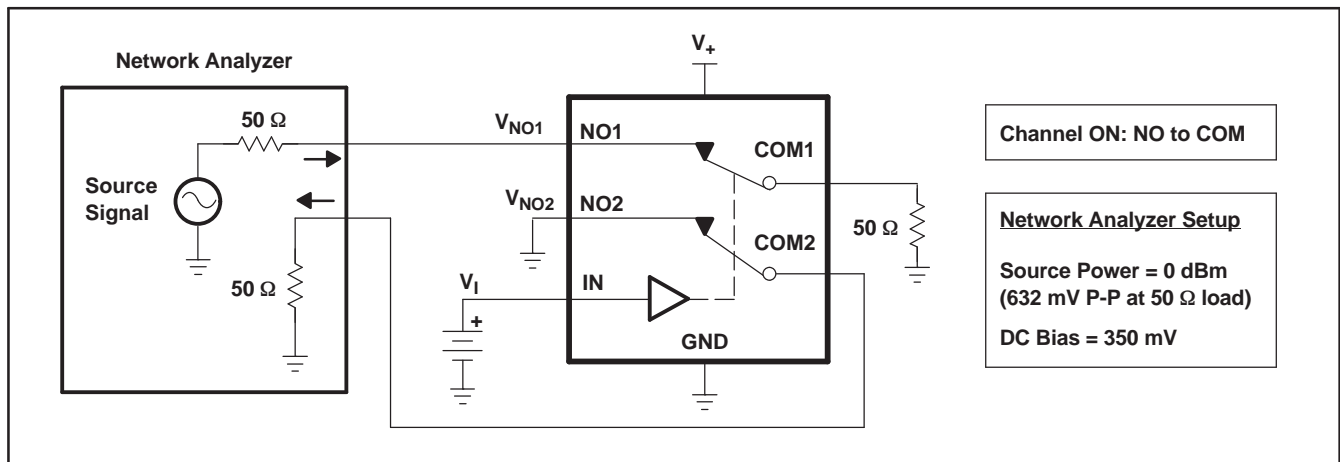 Network Analyzer
50 Ω
Source
Signal
50 Ω
V+
VNO1
NO1
COM1
VNO2
NO2
COM2
50 Ω
VI
IN
+
GND
Channel ON: NO to COM
Network Analyzer Setup
Source Power = 0 dBm
(632 mV P-P at 50 Ω load)
DC Bias = 350 mV